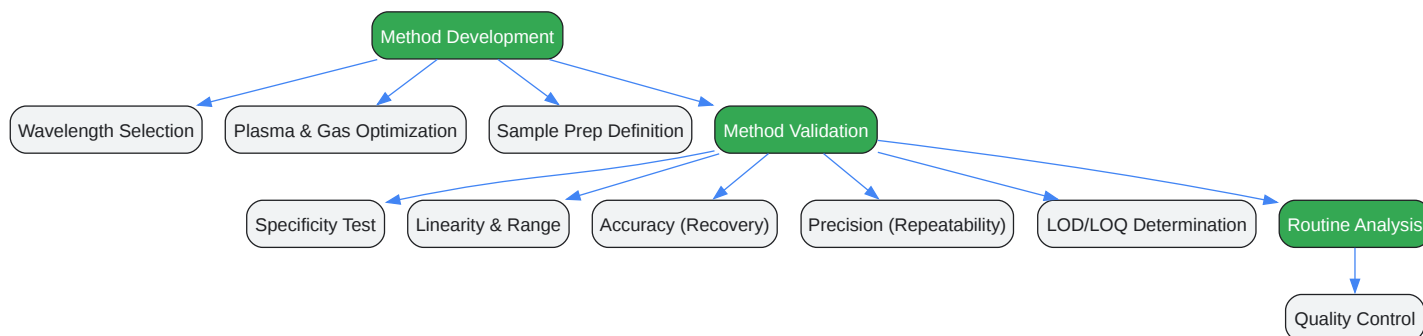 Method Development
Wavelength Selection
Plasma & Gas Optimization
Sample Prep Definition
Method Validation
Specificity Test
Linearity & Range
Accuracy (Recovery)
Precision (Repeatability)
LOD/LOQ Determination
Routine Analysis
Quality Control